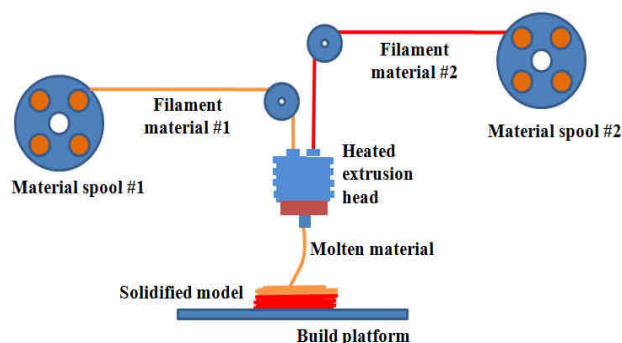 Filament
material #2
Filament
material #1
Material spool #2
Material spool #1
Heated
extrusion
head
Molten material
Solidified model
Build platform